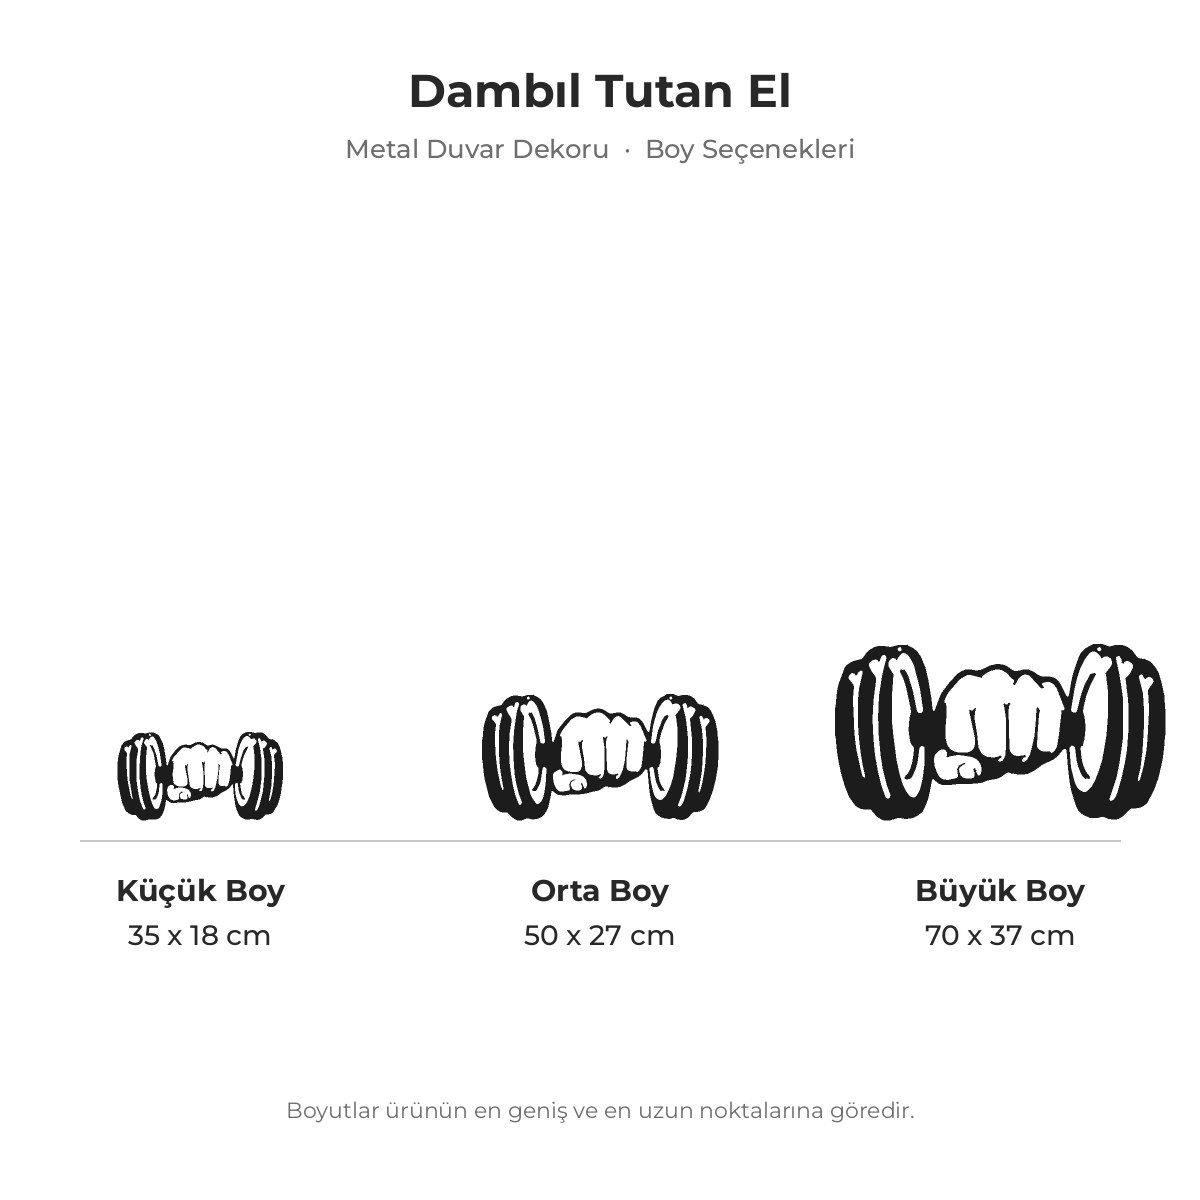 Dambıl Tutan El
Metal Duvar Dekoru · Boy Seçenekleri
Küçük Boy
35 x 18 cm
Orta Boy
50 x 27 cm
Büyük Boy
70 x 37 cm
Boyutlar ürünün en geniş ve en uzun noktalarına göredir.